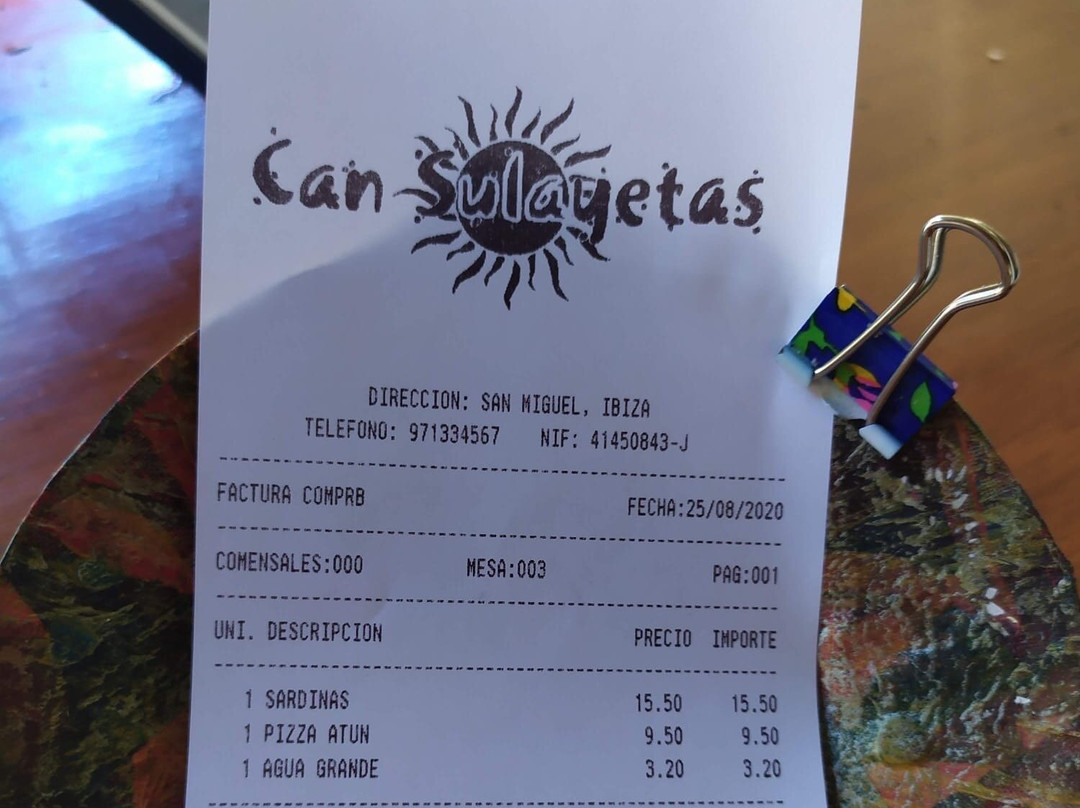 Can Sulayetas
DIRECCION: SAN MIGUEL, IBIZA
TELEFONO: 971334567 NIF: 41450843-J
FACTURA COMPRB FECHA:25/08/2020
COMENSALES:000 MESA:003 PAG:001
UNI. DESCRIPCION PRECIO IMPORTE
1 SARDINAS 15.50 15.50
1 PIZZA ATUN 9.50 9.50
1 AGUA GRANDE 3.20 3.20